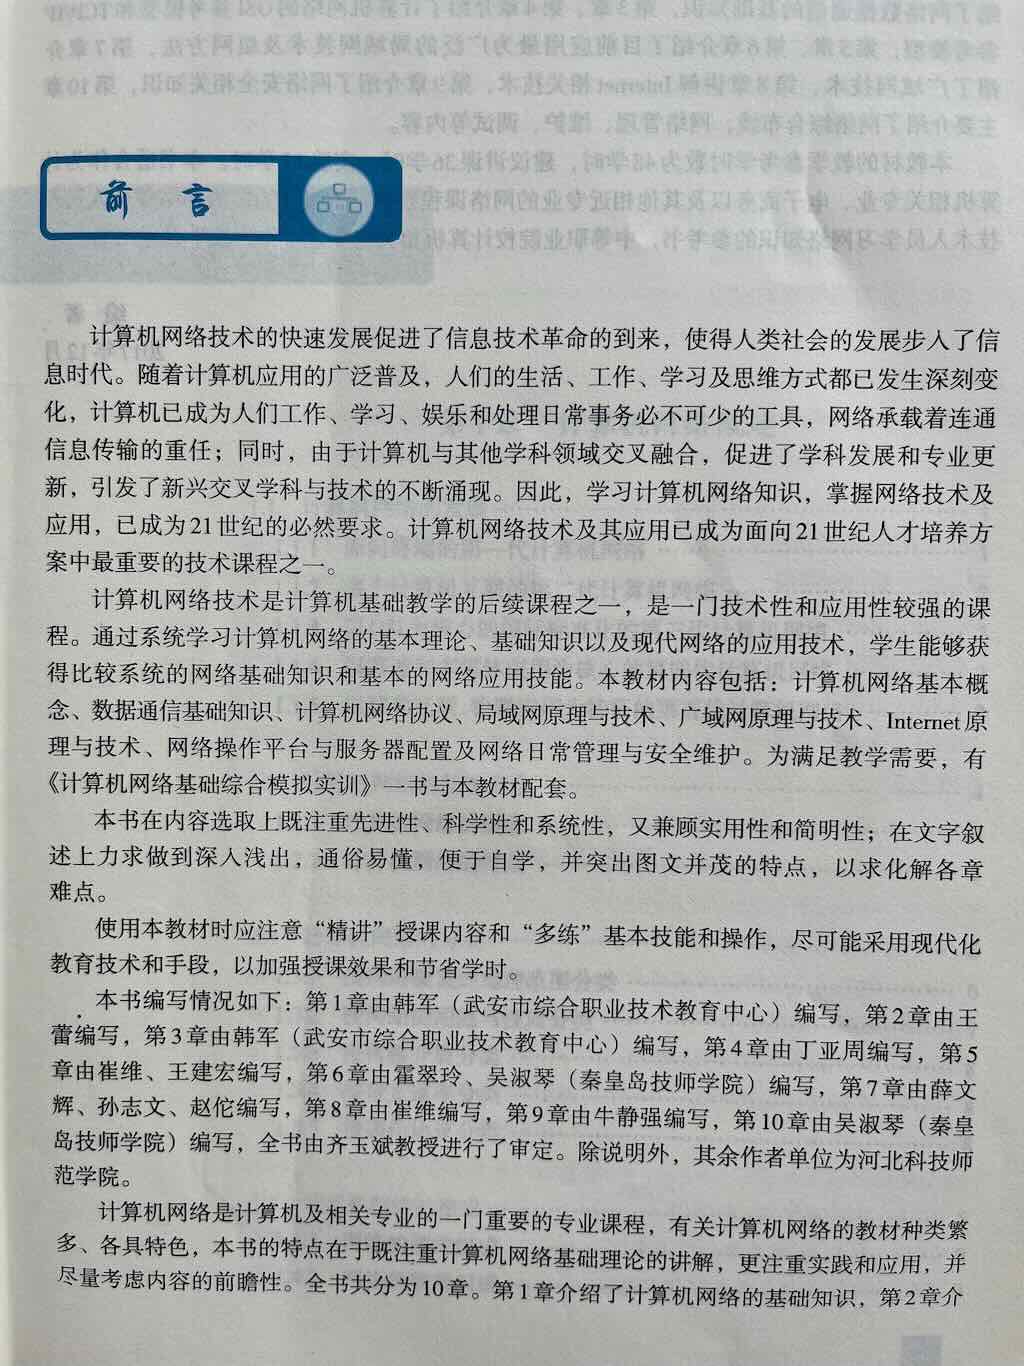 前言
计算机网络技术的快速发展促进了信息技术革命的到来，使得人类社会的发展步入了信
息时代。随着计算机应用的广泛普及，人们的生活、工作、学习及思维方式都已发生深刻变
化，计算机已成为人们工作、学习、娱乐和处理日常事务必不可少的工具，网络承载着连通
信息传输的重任；同时，由于计算机与其他学科领域交叉融合，促进了学科发展和专业更
新，引发了新兴交叉学科与技术的不断涌现。因此，学习计算机网络知识，掌握网络技术及
应用，已成为21世纪的必然要求。计算机网络技术及其应用已成为面向21世纪人才培养方
案中最重要的技术课程之一。
计算机网络技术是计算机基础教学的后续课程之一，是一门技术性和应用性较强的课
程。通过系统学习计算机网络的基本理论、基础知识以及现代网络的应用技术，学生能够获
得比较系统的网络基础知识和基本的网络应用技能。本教材内容包括：计算机网络基本概
念、数据通信基础知识、计算机网络协议、局域网原理与技术、广域网原理与技术、Internet原
理与技术、网络操作平台与服务器配置及网络日常管理与安全维护。为满足教学需要，有
《计算机网络基础综合模拟实训》一书与本教材配套。
本书在内容选取上既注重先进性、科学性和系统性，又兼顾实用性和简明性；在文字叙
述上力求做到深入浅出，通俗易懂，便于自学，并突出图文并茂的特点，以求化解各章
难点。
使用本教材时应注意“精讲”授课内容和“多练”基本技能和操作，尽可能采用现代化
教育技术和手段，以加强授课效果和节省学时。
本书编写情况如下：第1章由韩军（武安市综合职业技术教育中心）编写，第2章由王
蕾编写，第3章由韩军（武安市综合职业技术教育中心）编写，第4章由丁亚周编写，第5
章由崔维、王建宏编写，第6章由霍翠玲、吴淑琴（秦皇岛技师学院）编写，第7章由薛文
辉、孙志文、赵佗编写，第8章由崔维编写，第9章由牛静强编写，第10章由吴淑琴（秦皇
岛技师学院）编写，全书由齐玉斌教授进行了审定。除说明外，其余作者单位为河北科技师
范学院。
计算机网络是计算机及相关专业的一门重要的专业课程，有关计算机网络的教材种类繁
多、各具特色，本书的特点在于既注重计算机网络基础理论的讲解，更注重实践和应用，并
尽量考虑内容的前瞻性。全书共分为10章。第1章介绍了计算机网络的基础知识，第2章介